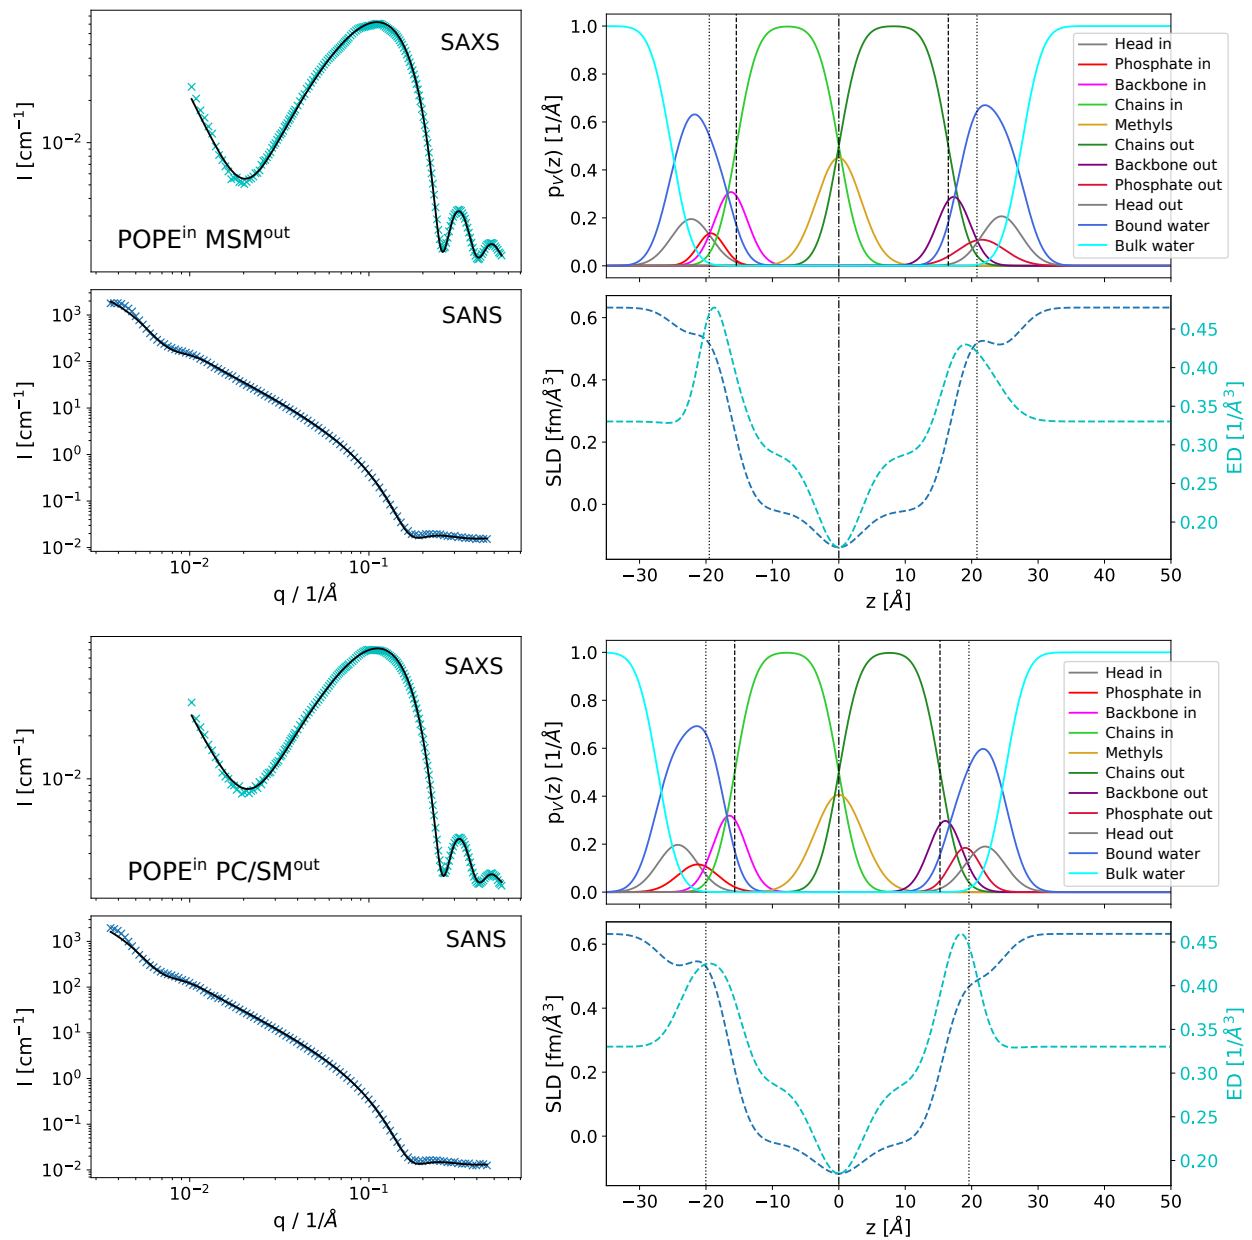 SAXS
I [cm⁻¹]
10⁻²
POPEⁱⁿ MSMᵒᵘᵗ
SANS
I [cm⁻¹]
10³
10²
10¹
10⁰
10⁻¹
10⁻²
10⁻² 10⁻¹
q / 1/Å
pᵥ(z) [1/Å]
1.0
0.8
0.6
0.4
0.2
0.0
Head in
Phosphate in
Backbone in
Chains in
Methyls
Chains out
Backbone out
Phosphate out
Head out
Bound water
Bulk water
SLD [fm/Å³]
0.6
0.4
0.2
0.0
ED [1/Å³]
0.45
0.40
0.35
0.30
0.25
0.20
−30 −20 −10 0 10 20 30 40 50
z [Å]
SAXS
I [cm⁻¹]
10⁻²
POPEⁱⁿ PC/SMᵒᵘᵗ
SANS
I [cm⁻¹]
10³
10²
10¹
10⁰
10⁻¹
10⁻²
10⁻² 10⁻¹
q / 1/Å
pᵥ(z) [1/Å]
1.0
0.8
0.6
0.4
0.2
0.0
Head in
Phosphate in
Backbone in
Chains in
Methyls
Chains out
Backbone out
Phosphate out
Head out
Bound water
Bulk water
SLD [fm/Å³]
0.6
0.4
0.2
0.0
ED [1/Å³]
0.45
0.40
0.35
0.30
0.25
0.20
−30 −20 −10 0 10 20 30 40 50
z [Å]